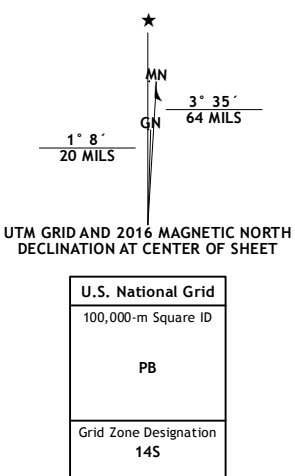 ★
MN
3° 35´
64 MILS
GN
1° 8´
20 MILS
UTM GRID AND 2016 MAGNETIC NORTH
DECLINATION AT CENTER OF SHEET
U.S. National Grid
100,000-m Square ID
PB
Grid Zone Designation
14S